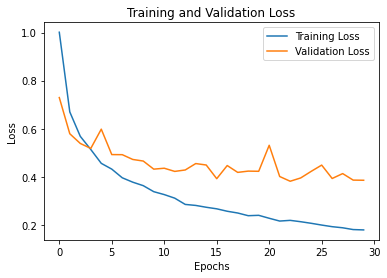 Training and Validation Loss
Training Loss
Validation Loss
Loss
1.0
0.8
0.6
0.4
0.2
0 5 10 15 20 25 30
Epochs